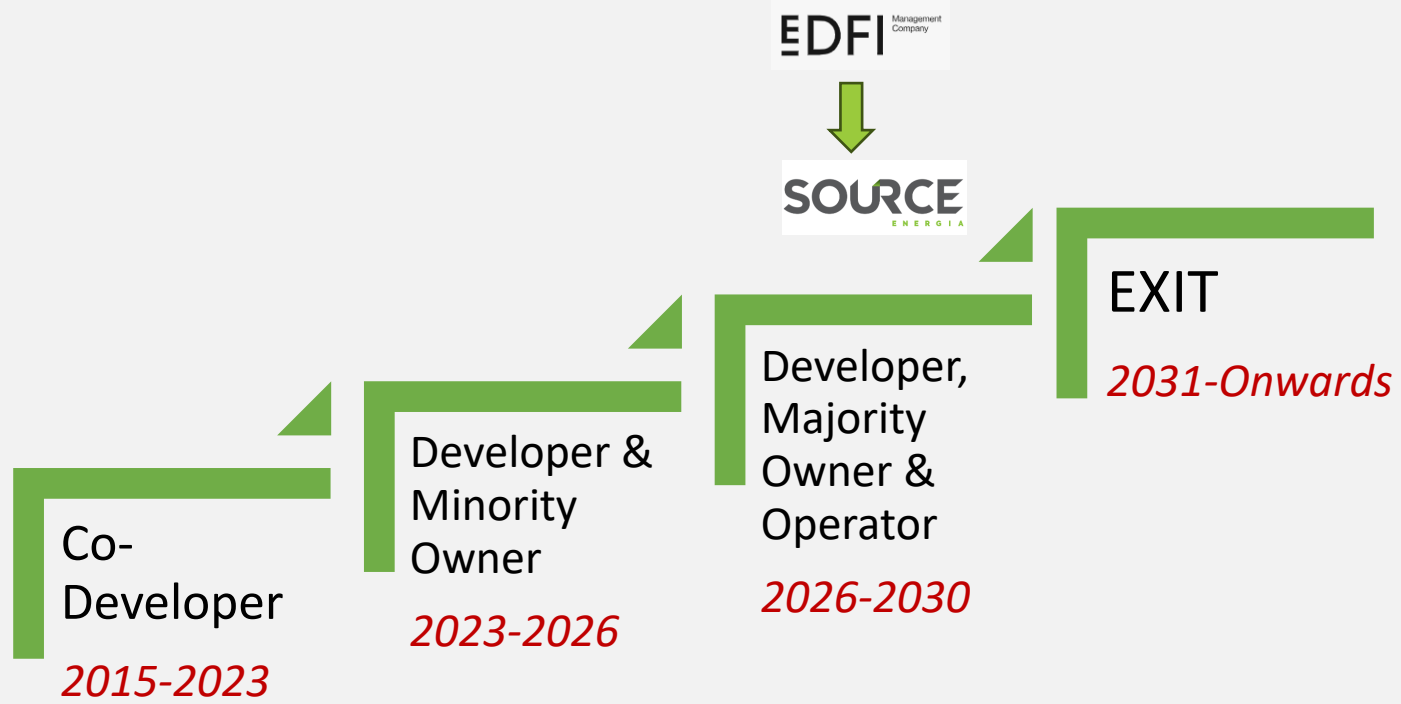 EDFI Management
Company
SOURCE
ENERGIA
Co-
Developer
2015-2023
Developer &
Minority
Owner
2023-2026
Developer,
Majority
Owner &
Operator
2026-2030
EXIT
2031-Onwards